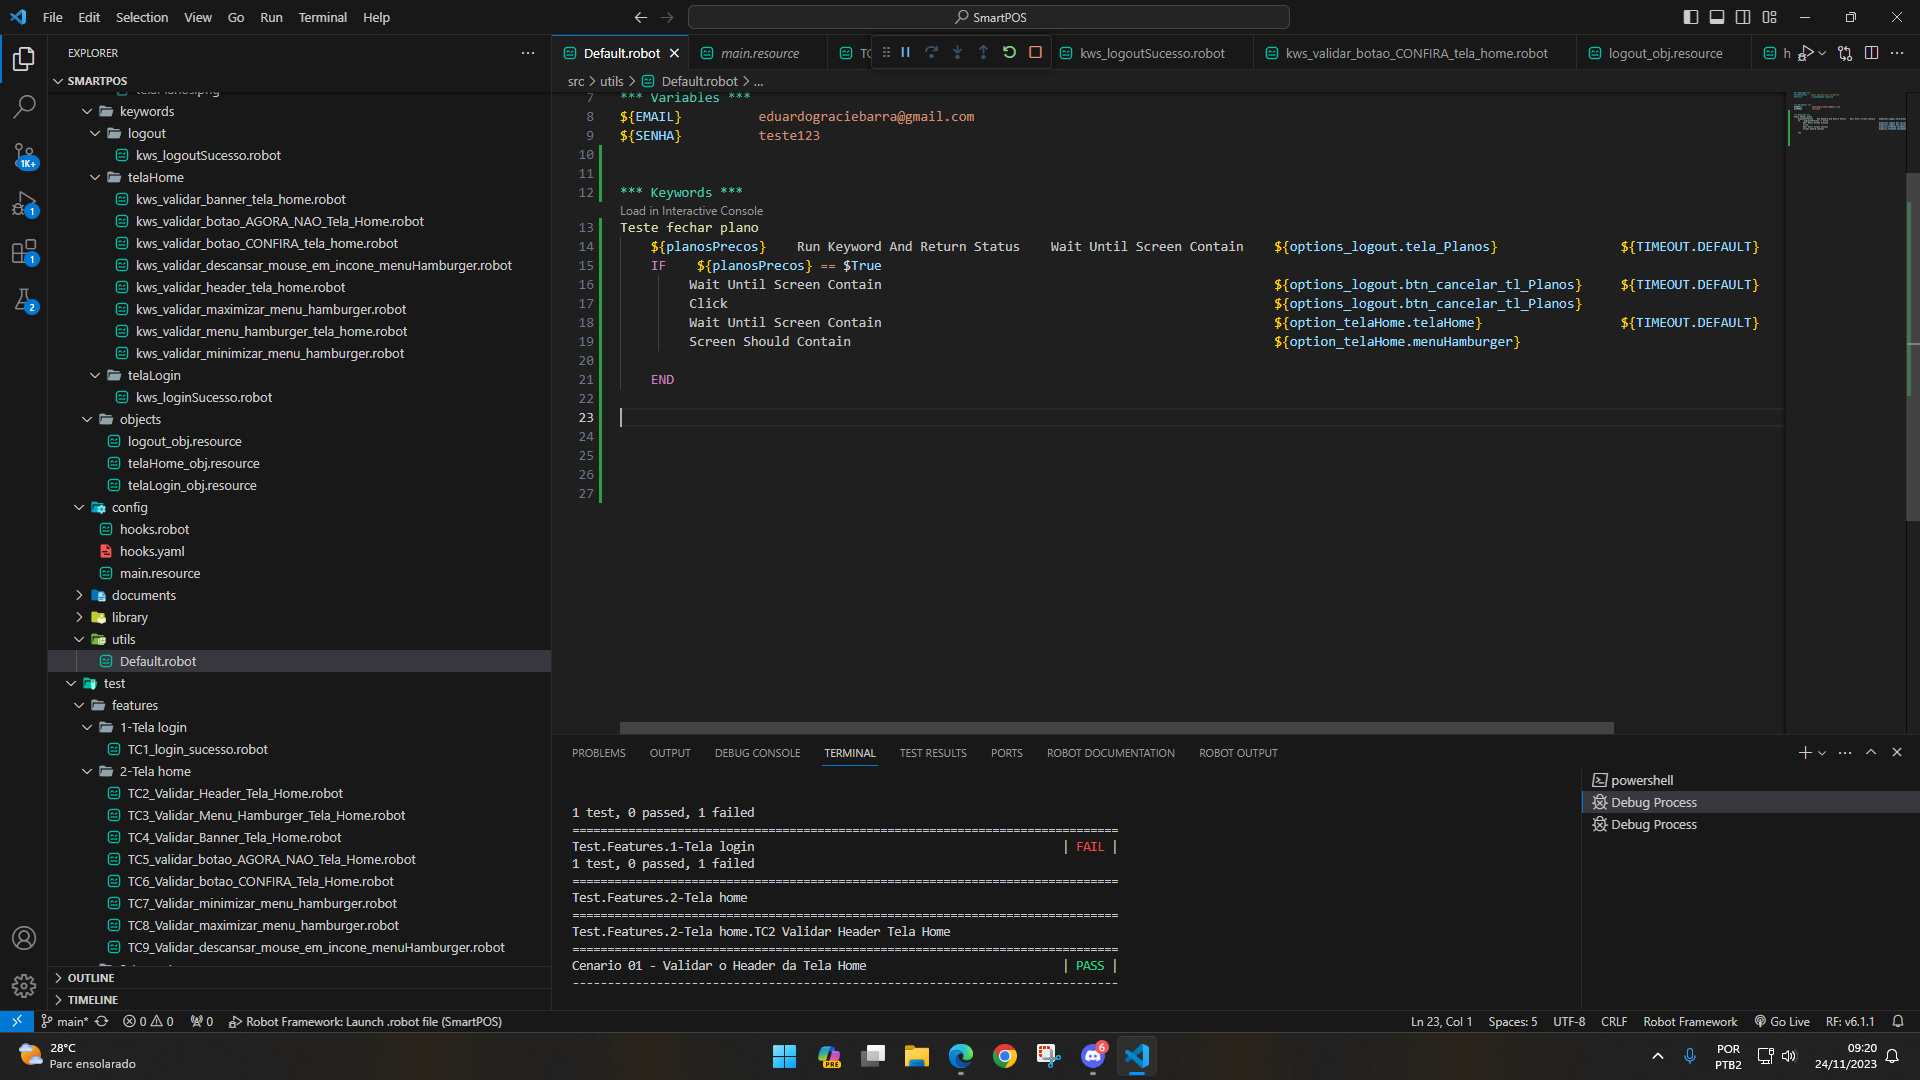 File Edit Selection View Go Run Terminal Help
SmartPOS
EXPLORER
SMARTPOS
telaPlanos.png
keywords
logout
kws_logoutSucesso.robot
telaHome
kws_validar_banner_tela_home.robot
kws_validar_botao_AGORA_NAO_Tela_Home.robot
kws_validar_botao_CONFIRA_tela_home.robot
kws_validar_descansar_mouse_em_incone_menuHamburger.robot
kws_validar_header_tela_home.robot
kws_validar_maximizar_menu_hamburger.robot
kws_validar_menu_hamburger_tela_home.robot
kws_validar_minimizar_menu_hamburger.robot
telaLogin
kws_loginSucesso.robot
objects
logout_obj.resource
telaHome_obj.resource
telaLogin_obj.resource
config
hooks.robot
hooks.yaml
main.resource
documents
library
utils
Default.robot
test
features
1-Tela login
TC1_login_sucesso.robot
2-Tela home
TC2_Validar_Header_Tela_Home.robot
TC3_Validar_Menu_Hamburger_Tela_Home.robot
TC4_Validar_Banner_Tela_Home.robot
TC5_validar_botao_AGORA_NAO_Tela_Home.robot
TC6_Validar_botao_CONFIRA_Tela_Home.robot
TC7_Validar_minimizar_menu_hamburger.robot
TC8_Validar_maximizar_menu_hamburger.robot
TC9_Validar_descansar_mouse_em_incone_menuHamburger.robot
OUTLINE
TIMELINE
1K+
1
1
2
Default.robot main.resource TC kws_logoutSucesso.robot kws_validar_botao_CONFIRA_tela_home.robot logout_obj.resource h
src > utils > Default.robot > ...
7 *** Variables ***
8 ${EMAIL} eduardograciebarra@gmail.com
9 ${SENHA} teste123
10
11
12 *** Keywords ***
Load in Interactive Console
13 Teste fechar plano
14 ${planosPrecos} Run Keyword And Return Status Wait Until Screen Contain ${options_logout.tela_Planos} ${TIMEOUT.DEFAULT}
15 IF ${planosPrecos} == $True
16 Wait Until Screen Contain ${options_logout.btn_cancelar_tl_Planos} ${TIMEOUT.DEFAULT}
17 Click ${options_logout.btn_cancelar_tl_Planos}
18 Wait Until Screen Contain ${option_telaHome.telaHome} ${TIMEOUT.DEFAULT}
19 Screen Should Contain ${option_telaHome.menuHamburger}
20
21 END
22
23
24
25
26
27
PROBLEMS OUTPUT DEBUG CONSOLE TERMINAL TEST RESULTS PORTS ROBOT DOCUMENTATION ROBOT OUTPUT
1 test, 0 passed, 1 failed
==============================================================================
Test.Features.1-Tela login | FAIL |
1 test, 0 passed, 1 failed
==============================================================================
Test.Features.2-Tela home
==============================================================================
Test.Features.2-Tela home.TC2 Validar Header Tela Home
==============================================================================
Cenario 01 - Validar o Header da Tela Home | PASS |
------------------------------------------------------------------------------
powershell
Debug Process
Debug Process
main* 0 0 0 Robot Framework: Launch .robot file (SmartPOS) Ln 23, Col 1 Spaces: 5 UTF-8 CRLF Robot Framework Go Live RF: v6.1.1
28°C
Parc ensolarado
PRE
6
POR
PTB2
09:20
24/11/2023